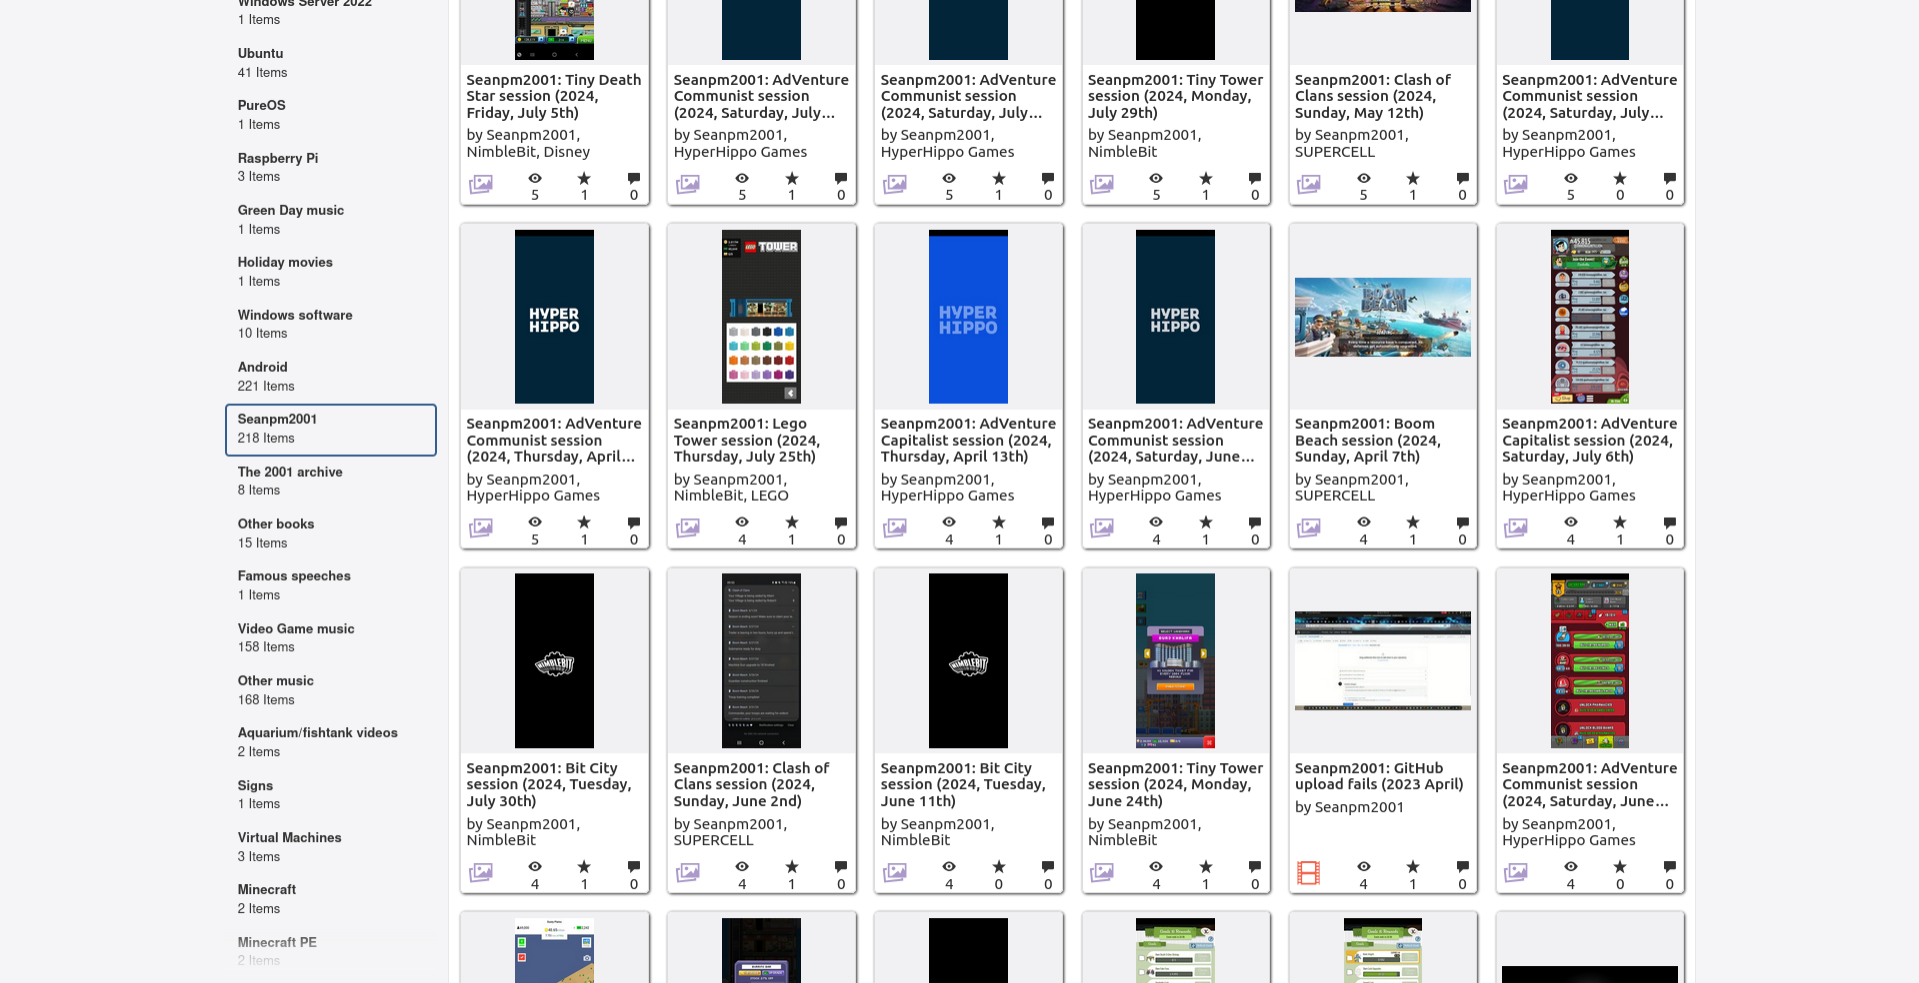 Windows Server 2022
1 Items
Ubuntu
41 Items
PureOS
1 Items
Raspberry Pi
3 Items
Green Day music
1 Items
Holiday movies
1 Items
Windows software
10 Items
Android
221 Items
Seanpm2001
218 Items
The 2001 archive
8 Items
Other books
15 Items
Famous speeches
1 Items
Video Game music
158 Items
Other music
168 Items
Aquarium/fishtank videos
2 Items
Signs
1 Items
Virtual Machines
3 Items
Minecraft
2 Items
Minecraft PE
2 Items
Seanpm2001: Tiny Death
Star session (2024,
Friday, July 5th)
by Seanpm2001,
NimbleBit, Disney
5 1 0
Seanpm2001: AdVenture
Communist session
(2024, Saturday, July...
by Seanpm2001,
HyperHippo Games
5 1 0
Seanpm2001: AdVenture
Communist session
(2024, Saturday, July...
by Seanpm2001,
HyperHippo Games
5 1 0
Seanpm2001: Tiny Tower
session (2024, Monday,
July 29th)
by Seanpm2001,
NimbleBit
5 1 0
Seanpm2001: Clash of
Clans session (2024,
Sunday, May 12th)
by Seanpm2001,
SUPERCELL
5 1 0
Seanpm2001: AdVenture
Communist session
(2024, Saturday, July...
by Seanpm2001,
HyperHippo Games
5 0 0
HYPER
HIPPO
Seanpm2001: AdVenture
Communist session
(2024, Thursday, April...
by Seanpm2001,
HyperHippo Games
5 1 0
LEGO TOWER
Seanpm2001: Lego
Tower session (2024,
Thursday, July 25th)
by Seanpm2001,
NimbleBit, LEGO
4 1 0
HYPER
HIPPO
Seanpm2001: AdVenture
Capitalist session (2024,
Thursday, April 13th)
by Seanpm2001,
HyperHippo Games
4 1 0
HYPER
HIPPO
Seanpm2001: AdVenture
Communist session
(2024, Saturday, June...
by Seanpm2001,
HyperHippo Games
4 1 0
BOOM
BEACH
Seanpm2001: Boom
Beach session (2024,
Sunday, April 7th)
by Seanpm2001,
SUPERCELL
4 1 0
Seanpm2001: AdVenture
Capitalist session (2024,
Saturday, July 6th)
by Seanpm2001,
HyperHippo Games
4 1 0
NIMBLEBIT
Seanpm2001: Bit City
session (2024, Tuesday,
July 30th)
by Seanpm2001,
NimbleBit
4 1 0
Seanpm2001: Clash of
Clans session (2024,
Sunday, June 2nd)
by Seanpm2001,
SUPERCELL
4 1 0
NIMBLEBIT
Seanpm2001: Bit City
session (2024, Tuesday,
June 11th)
by Seanpm2001,
NimbleBit
4 0 0
BURJ KHALIFA
Seanpm2001: Tiny Tower
session (2024, Monday,
June 24th)
by Seanpm2001,
NimbleBit
4 1 0
Seanpm2001: GitHub
upload fails (2023 April)
by Seanpm2001
4 1 0
Seanpm2001: AdVenture
Communist session
(2024, Saturday, June...
by Seanpm2001,
HyperHippo Games
4 0 0